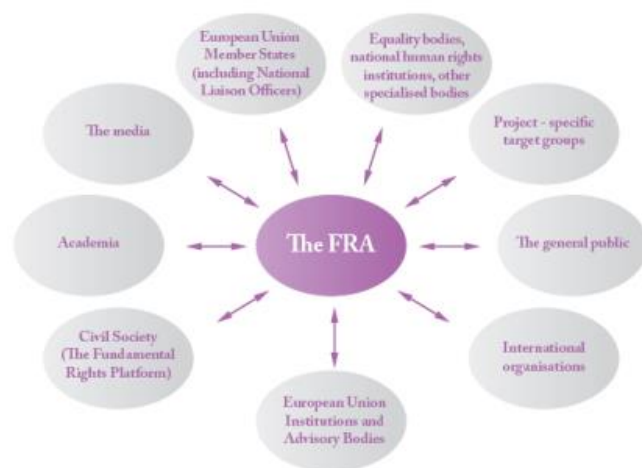 European Union
Member States
(including National
Liaison Officers)
Equality bodies,
national human rights
institutions, other
specialised bodies
The media
Project - specific
target groups
Academia
The FRA
The general public
Civil Society
(The Fundamental
Rights Platform)
International
organisations
European Union
Institutions and
Advisory Bodies